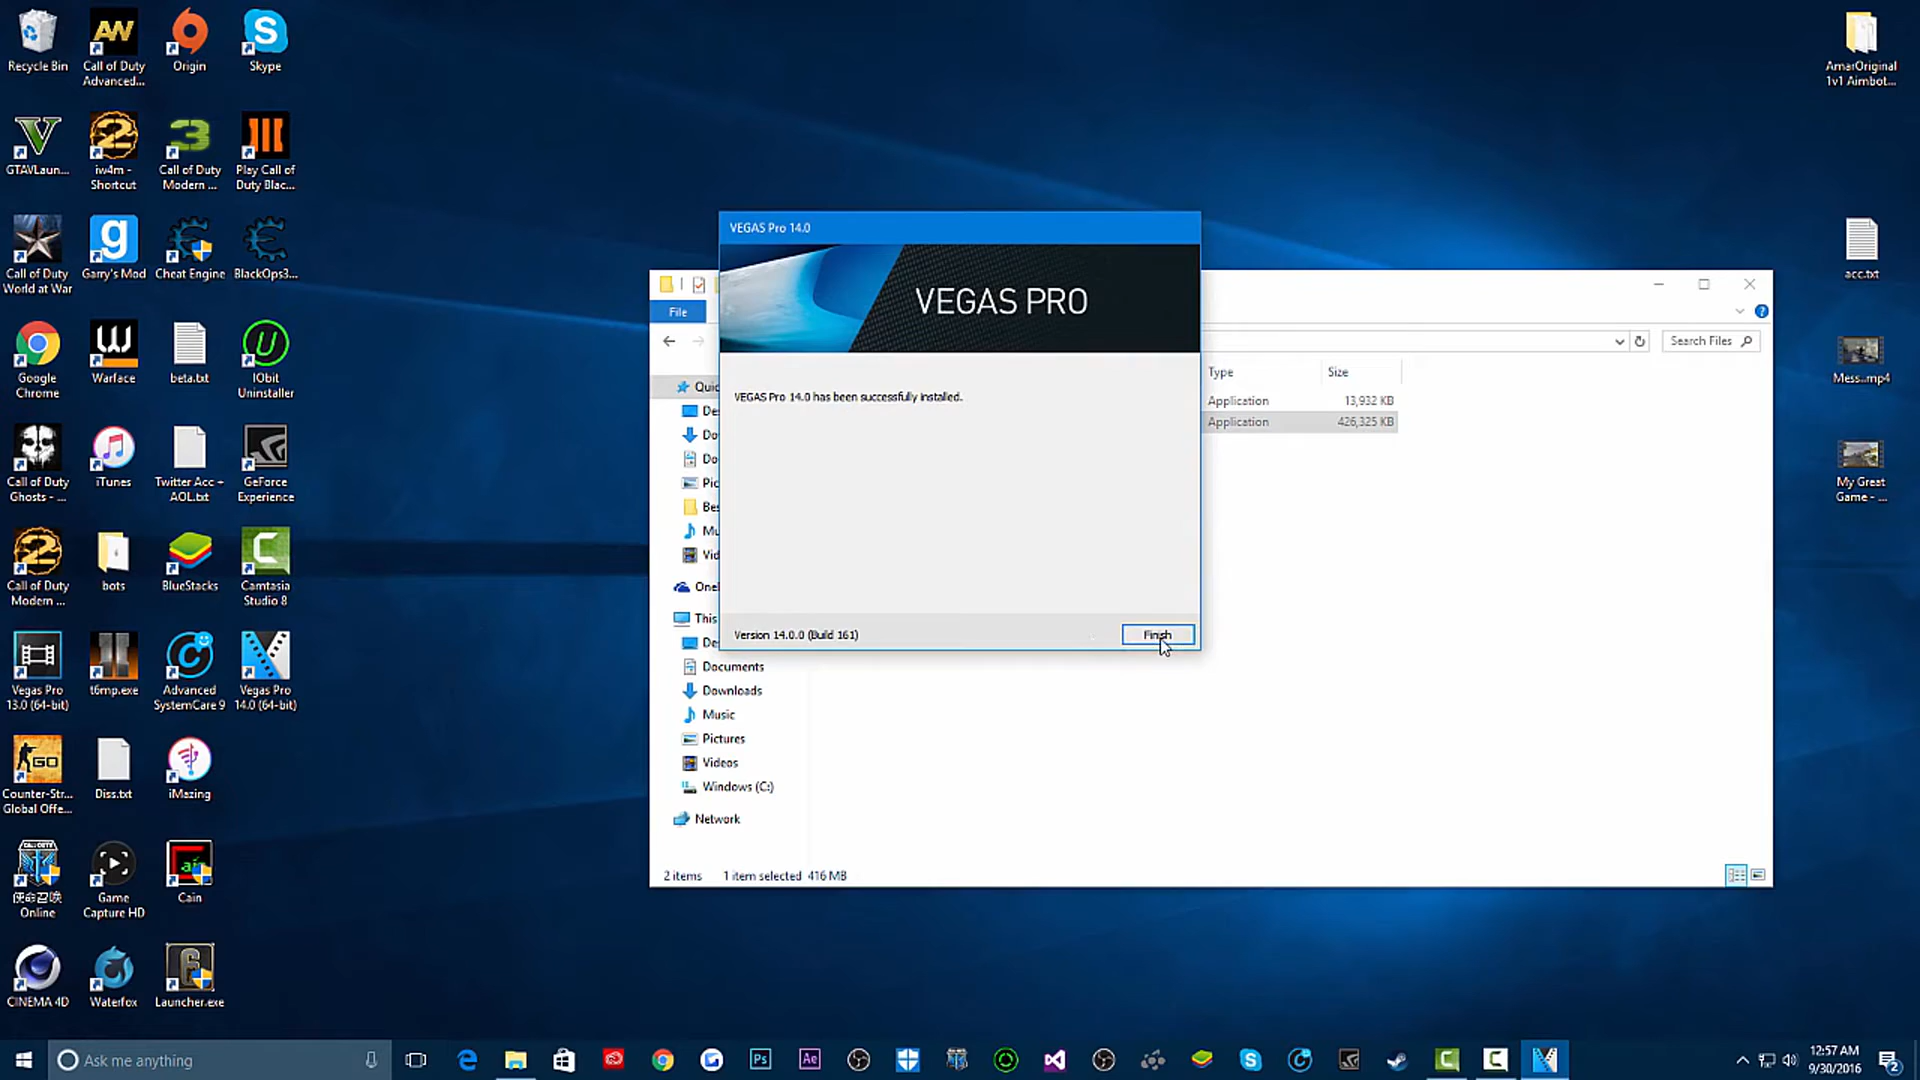 Recycle Bin
Call of Duty
Advanced...
Origin
Skype
GTAVLaun...
iw4m -
Shortcut
Call of Duty
Modern ...
Play Call of
Duty Blac...
Call of Duty
World at War
Garry's Mod
Cheat Engine
BlackOps3...
Google
Chrome
Warface
beta.txt
IObit
Uninstaller
Call of Duty
Ghosts - ...
iTunes
Twitter Acc +
AOL.txt
GeForce
Experience
Call of Duty
Modern ...
bots
BlueStacks
Camtasia
Studio 8
Vegas Pro
13.0 (64-bit)
t6mp.exe
Advanced
SystemCare 9
Vegas Pro
14.0 (64-bit)
Counter-Str...
Global Offe...
Diss.txt
iMazing
使命召唤
Online
Game
Capture HD
Cain
CINEMA 4D
Waterfox
Launcher.exe
VEGAS Pro 14.0
VEGAS PRO
VEGAS Pro 14.0 has been successfully installed.
Version 14.0.0 (Build 161)
Finish
File
Search Files
Type
Size
Application
13,932 KB
Application
426,325 KB
Quic
De
Do
Do
Pic
Bes
Mu
Vid
One
This
De
Documents
Downloads
Music
Pictures
Videos
Windows (C:)
Network
2 items
1 item selected 416 MB
AmarOriginal
1v1 Aimbot...
acc.txt
Mess...mp4
My Great
Game - ...
Ask me anything
Ps
Ae
12:57 AM
9/30/2016
2